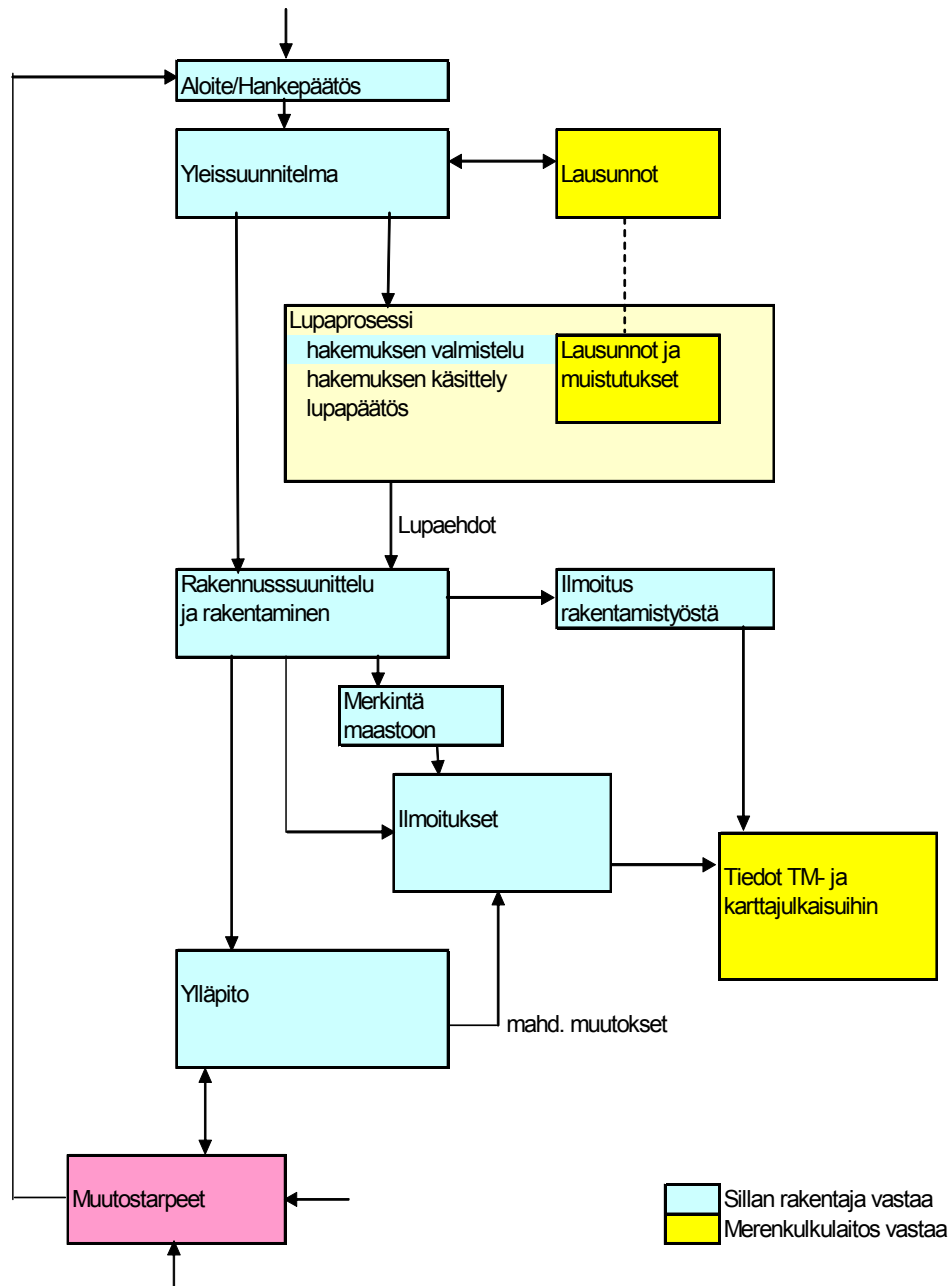 Aloite/Hankepäätös
Yleissuunnitelma
Lausunnot
Lupaprosessi
hakemuksen valmistelu
hakemuksen käsittely
lupapäätös
Lausunnot ja
muistutukset
Lupaehdot
Rakennusssuunittelu
ja rakentaminen
Ilmoitus
rakentamistyöstä
Merkintä
maastoon
Ilmoitukset
Tiedot TM- ja
karttajulkaisuihin
Ylläpito
mahd. muutokset
Muutostarpeet
Sillan rakentaja vastaa
Merenkulkulaitos vastaa